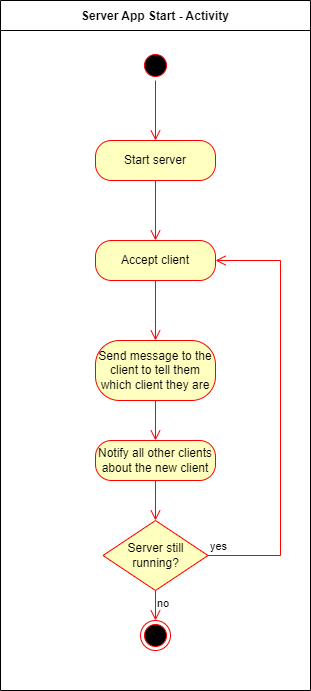 Server App Start - Activity
Start server
Accept client
Send message to the
client to tell them
which client they are
Notify all other clients
about the new client
Server still
running?
yes
no